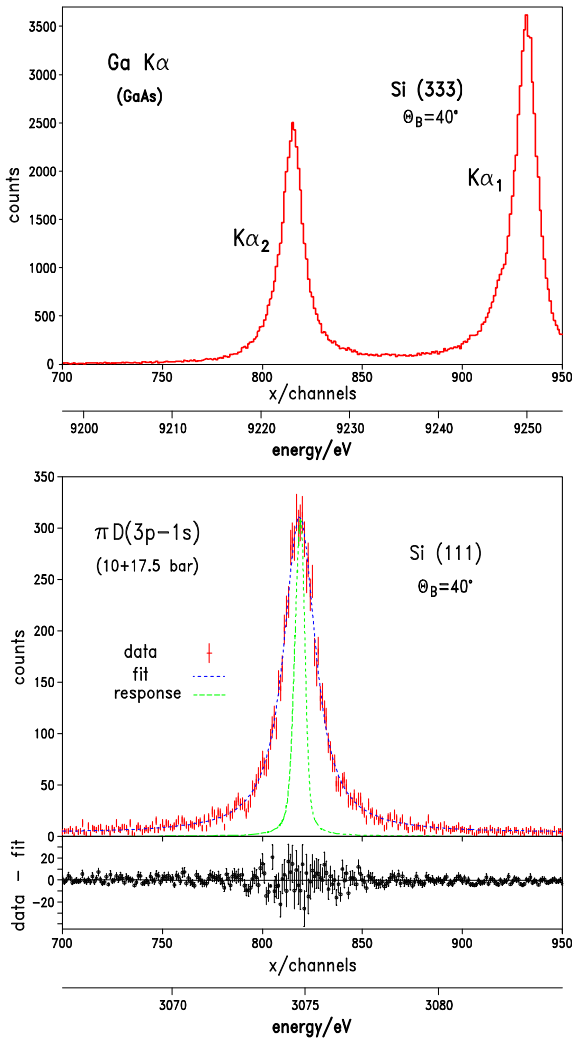 3500
3000
2500
2000
1500
1000
500
0
counts
Ga Kα
(GaAs)
Si (333)
Θ_B=40°
Kα₁
Kα₂
700 750 800 850 900 950
x/channels
9200 9210 9220 9230 9240 9250
energy/eV
350
300
250
200
150
100
50
0
counts
πD(3p−1s)
(10+17.5 bar)
Si (111)
Θ_B=40°
data
fit
response
20
0
−20
data − fit
700 750 800 850 900 950
x/channels
3070 3075 3080
energy/eV